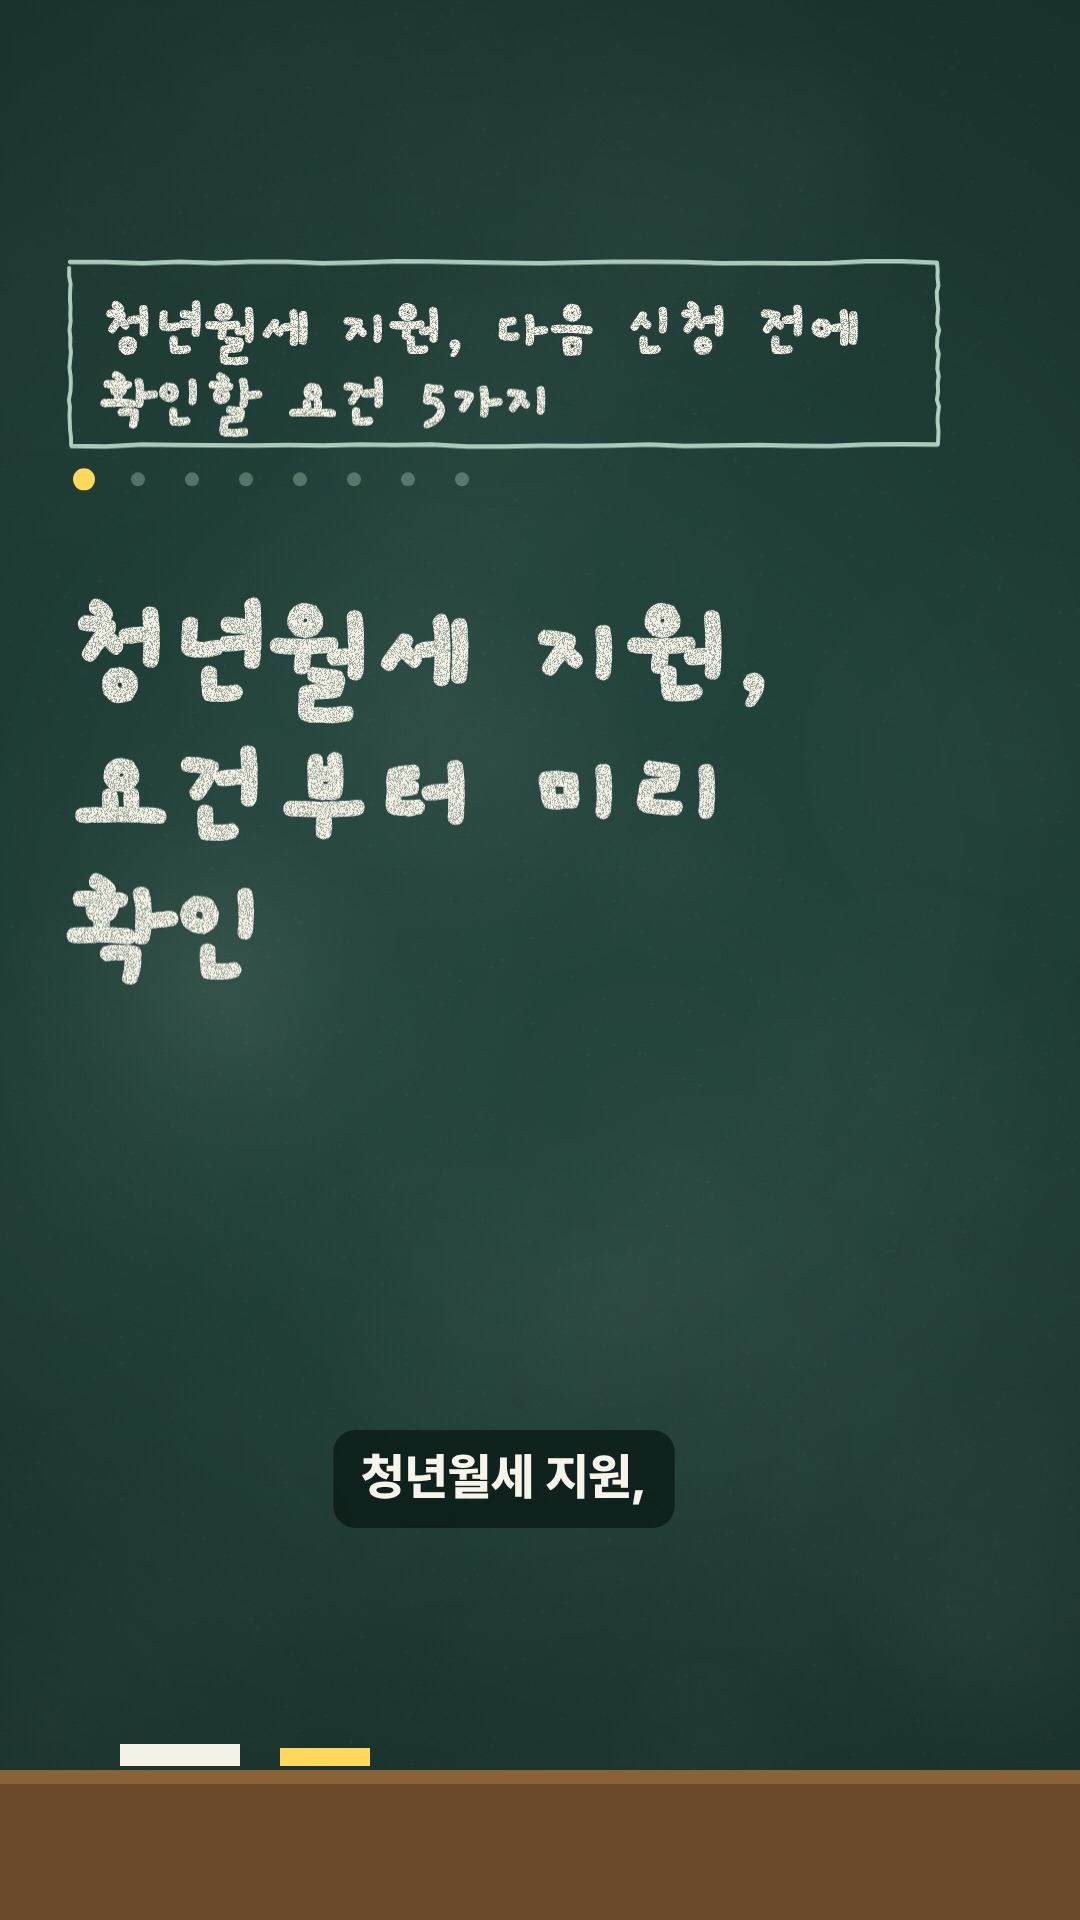 청년월세 지원, 다음 신청 전에
확인할 요건 5가지
청년월세 지원,
요건부터 미리
확인
청년월세 지원,